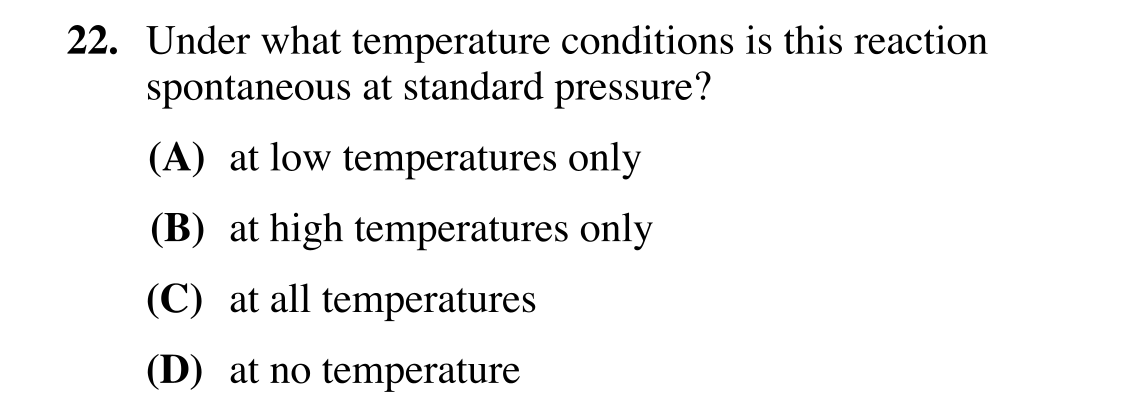 22. Under what temperature conditions is this reaction
spontaneous at standard pressure?
(A) at low temperatures only
(B) at high temperatures only
(C) at all temperatures
(D) at no temperature